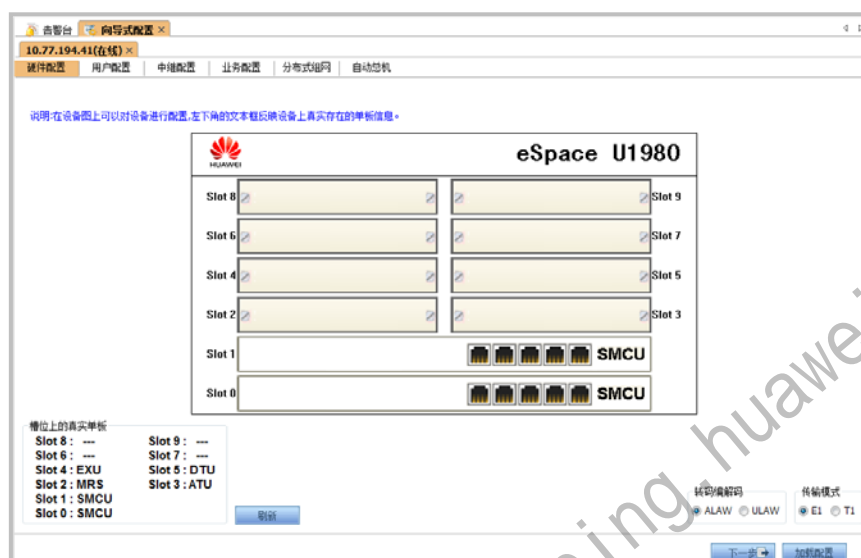 告警台 向导式配置 ×
10.77.194.41(在线) ×
硬件配置 用户配置 中继配置 业务配置 分布式组网 自动总机
说明:在设备图上可以对设备进行配置,左下角的文本框反映设备上真实存在的单板信息。
HUAWEI
eSpace U1980
Slot 8 Slot 9
Slot 6 Slot 7
Slot 4 Slot 5
Slot 2 Slot 3
Slot 1 SMCU
Slot 0 SMCU
槽位上的真实单板
Slot 8 : --- Slot 9 : ---
Slot 6 : --- Slot 7 : ---
Slot 4 : EXU Slot 5 : DTU
Slot 2 : MRS Slot 3 : ATU
Slot 1 : SMCU
Slot 0 : SMCU
刷新
转码编解码 传输模式
ALAW ULAW E1 T1
下一步 加载配置
ing.huawei